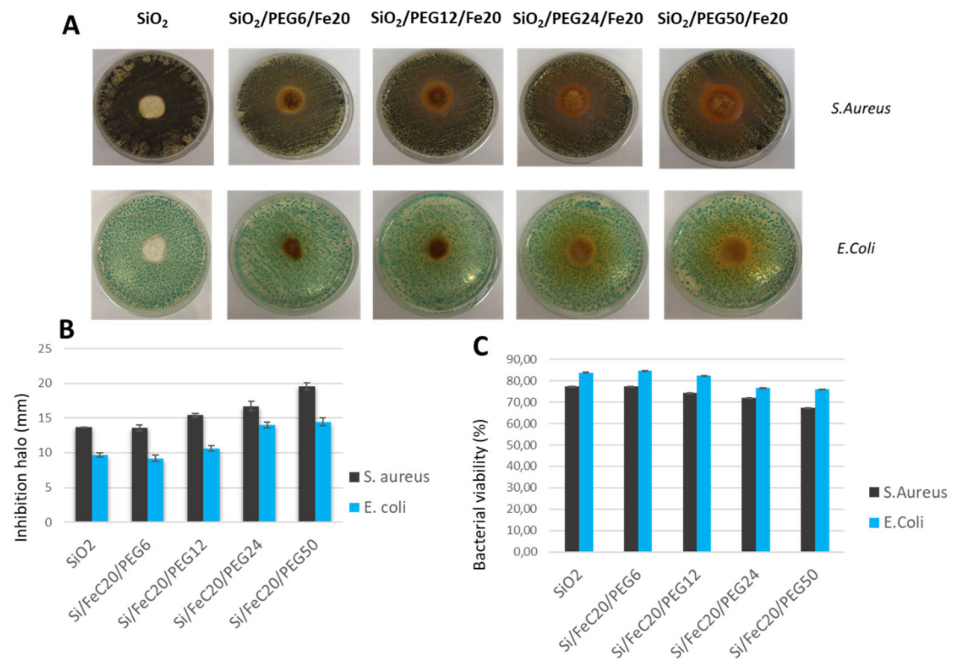 A
SiO₂ SiO₂/PEG6/Fe20 SiO₂/PEG12/Fe20 SiO₂/PEG24/Fe20 SiO₂/PEG50/Fe20
S.Aureus
E.Coli
B
25
20
15
10
5
0
Inhibition halo (mm)
SiO2
Si/FeC20/PEG6
Si/FeC20/PEG12
Si/FeC20/PEG24
Si/FeC20/PEG50
S. aureus
E. coli
C
90,00
80,00
70,00
60,00
50,00
40,00
30,00
20,00
10,00
0,00
Bacterial viability (%)
SiO2
Si/FeC20/PEG6
Si/FeC20/PEG12
Si/FeC20/PEG24
Si/FeC20/PEG50
S.Aureus
E.Coli